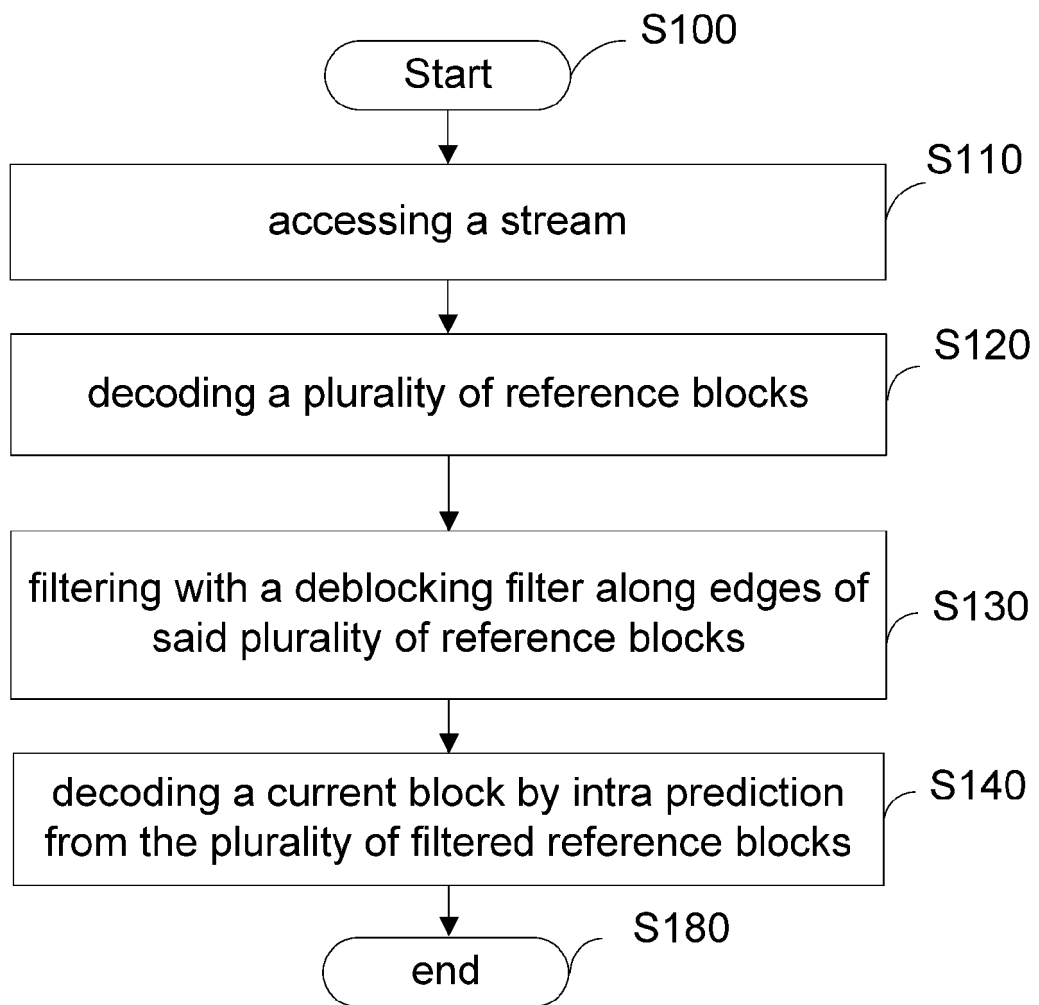 S100
Start
S110
accessing a stream
S120
decoding a plurality of reference blocks
filtering with a deblocking filter along edges of
said plurality of reference blocks
S130
decoding a current block by intra prediction
from the plurality of filtered reference blocks
S140
S180
end